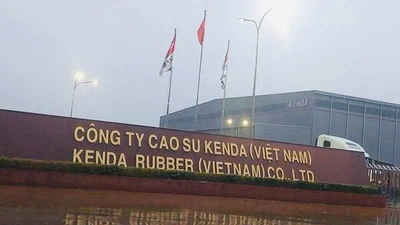 KENDA
CÔNG TY CAO SU KENDA (VIỆT NAM)
KENDA RUBBER (VIETNAM) CO., LTD